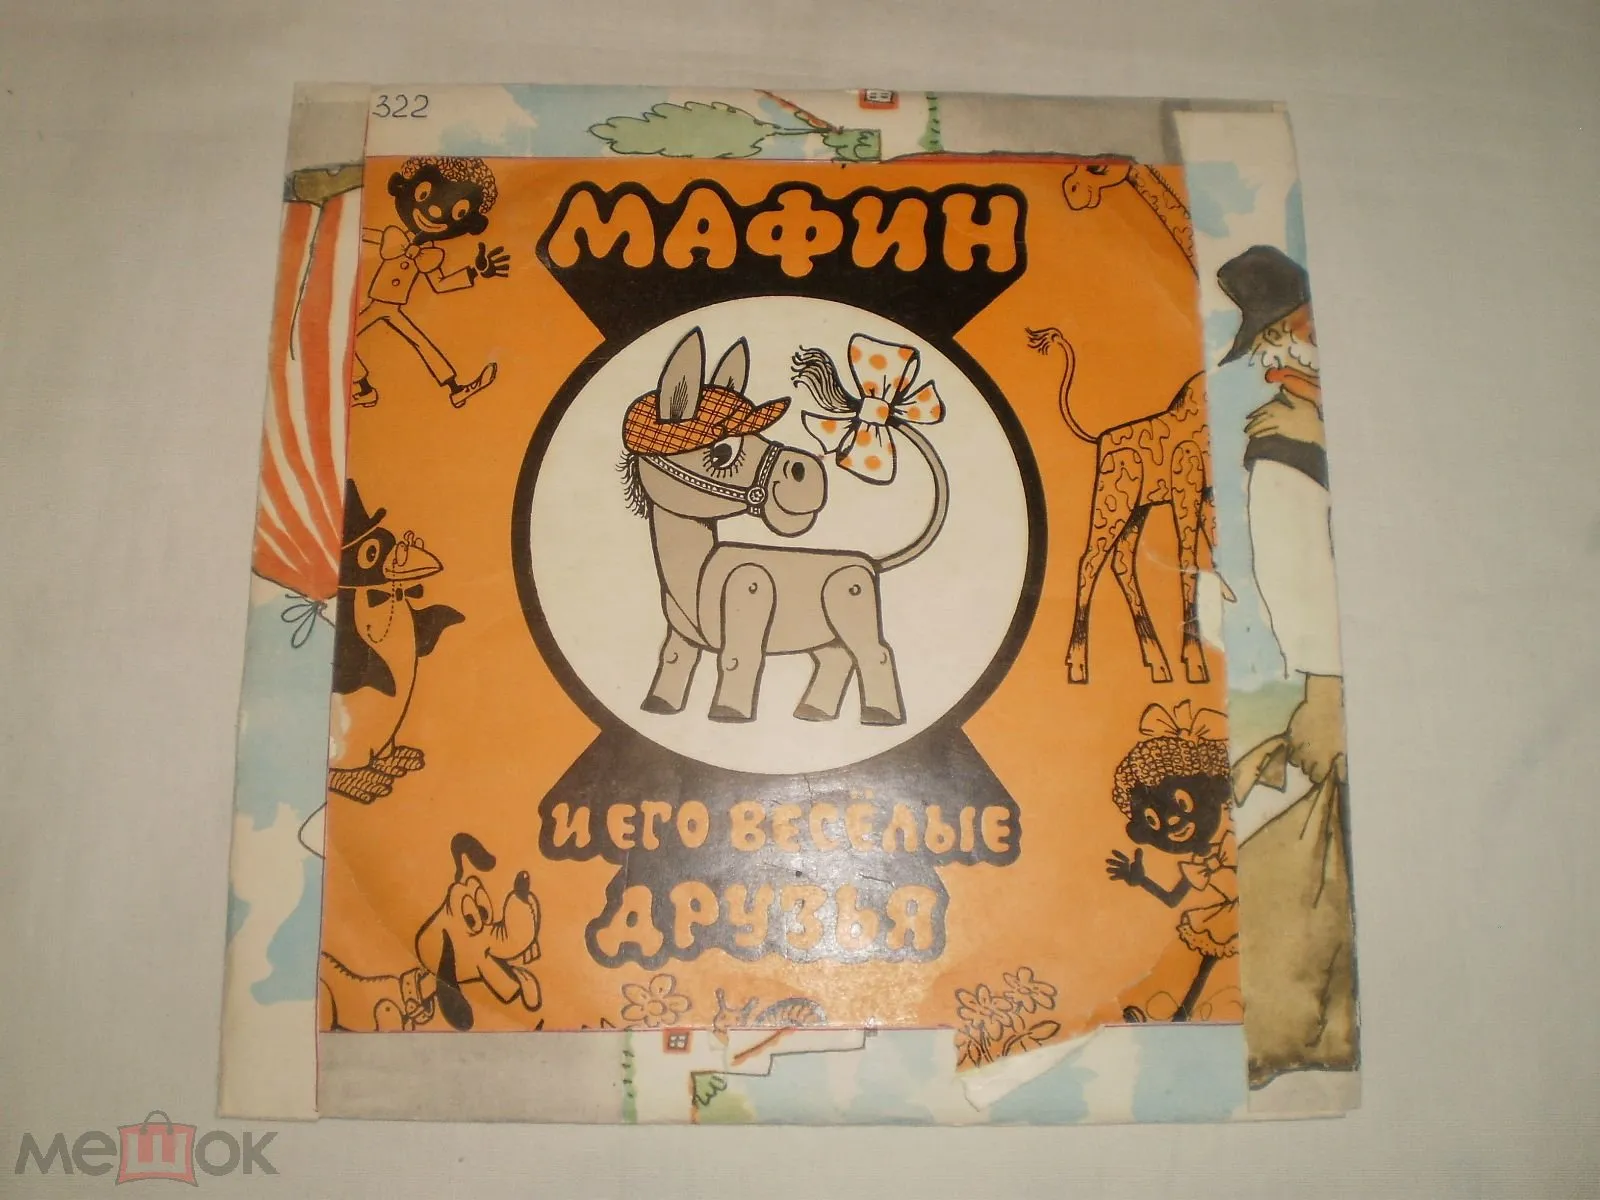 322
МАФИН
И ЕГО ВЕСЁЛЫЕ
ДРУЗЬЯ
мешок